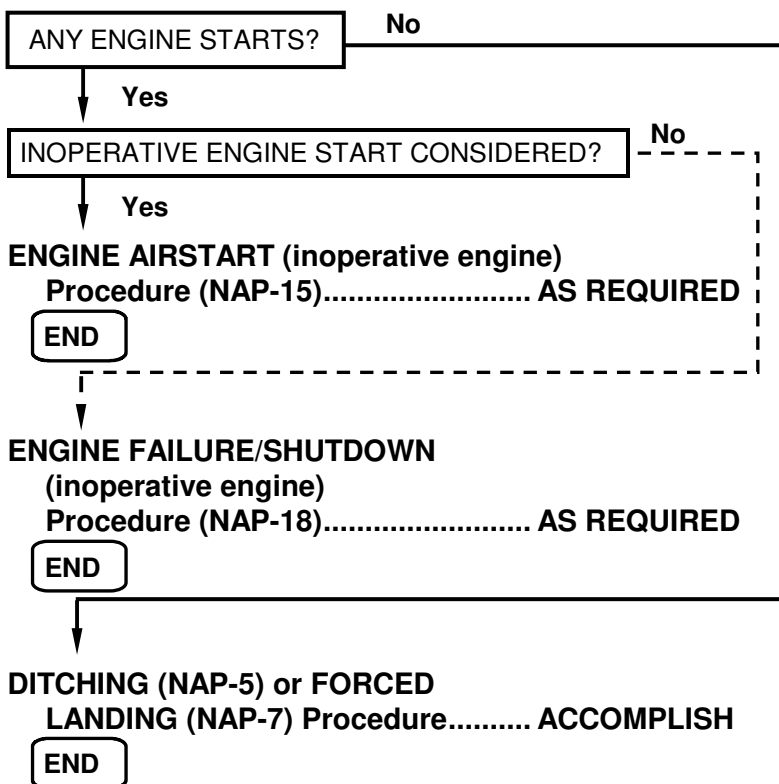 ANY ENGINE STARTS?
No
Yes
INOPERATIVE ENGINE START CONSIDERED?
No
Yes
ENGINE AIRSTART (inoperative engine)
Procedure (NAP-15)......................... AS REQUIRED
END
ENGINE FAILURE/SHUTDOWN
(inoperative engine)
Procedure (NAP-18)......................... AS REQUIRED
END
DITCHING (NAP-5) or FORCED
LANDING (NAP-7) Procedure.......... ACCOMPLISH
END